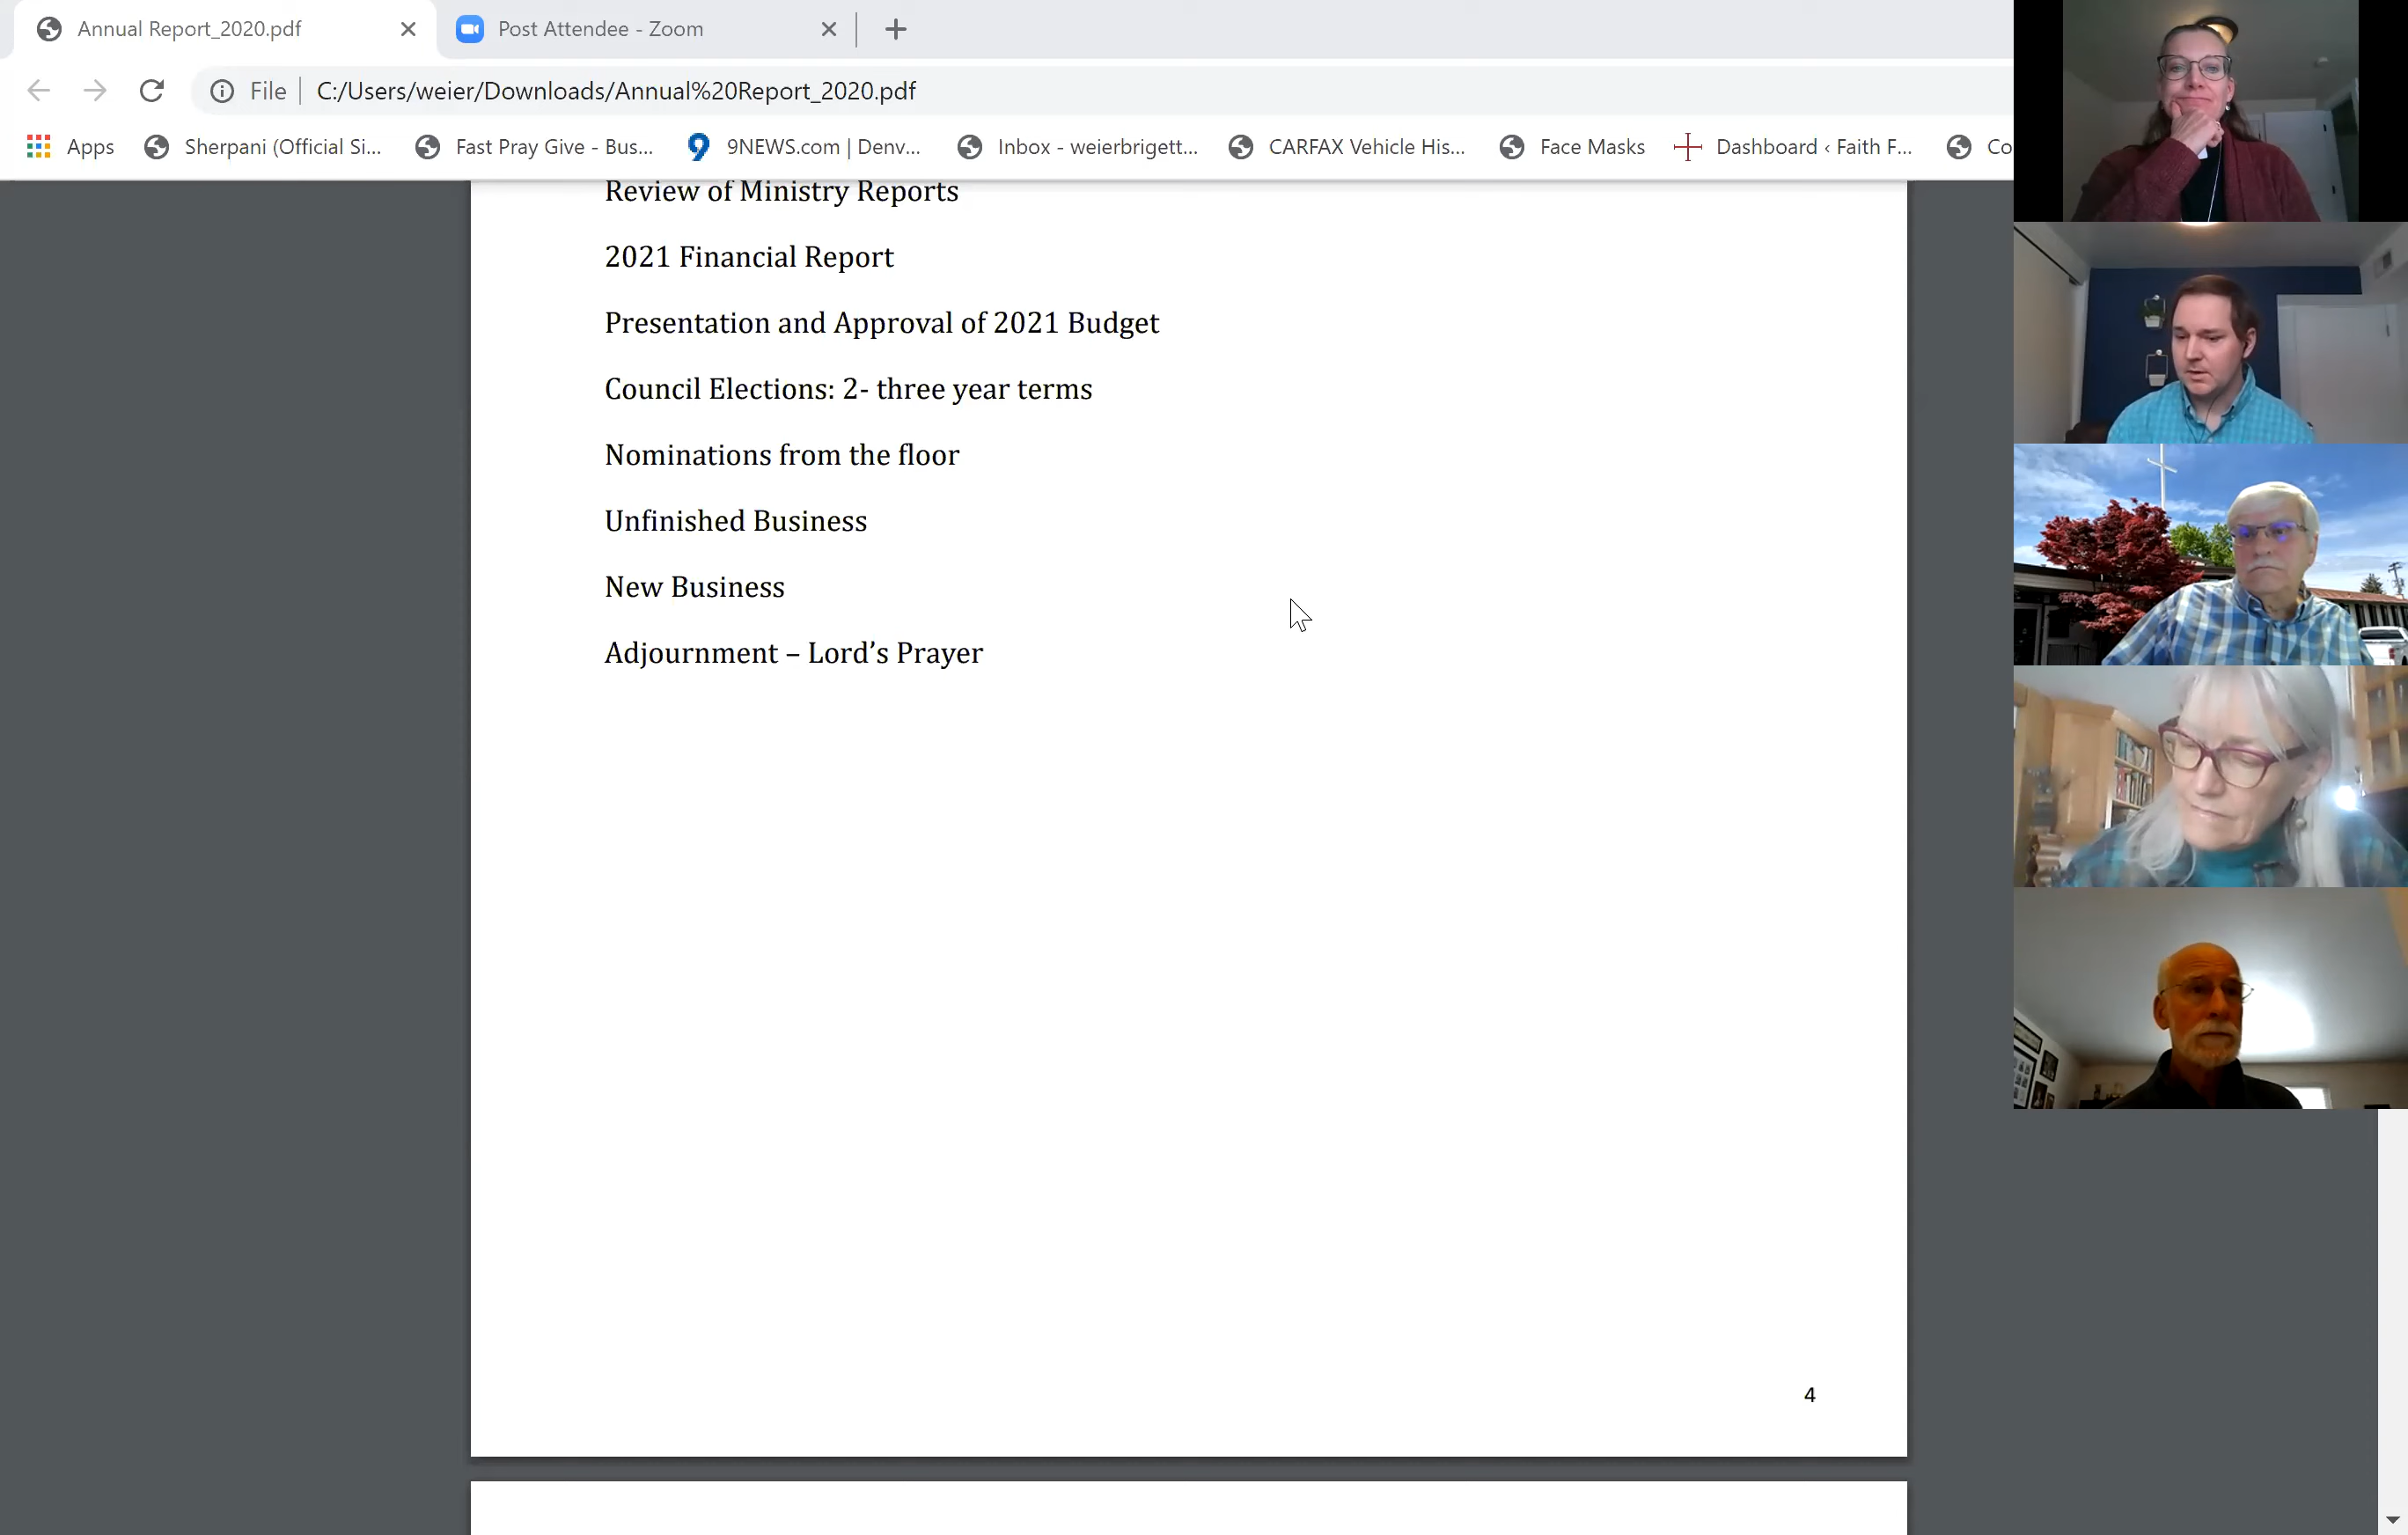 Annual Report_2020.pdf
Post Attendee - Zoom
File
C:/Users/weier/Downloads/Annual%20Report_2020.pdf
Apps
Sherpani (Official Si...
Fast Pray Give - Bus...
9NEWS.com | Denv...
Inbox - weierbrigett...
CARFAX Vehicle His...
Face Masks
Dashboard ‹ Faith F...
Co
Review of Ministry Reports
2021 Financial Report
Presentation and Approval of 2021 Budget
Council Elections: 2- three year terms
Nominations from the floor
Unfinished Business
New Business
Adjournment – Lord’s Prayer
4